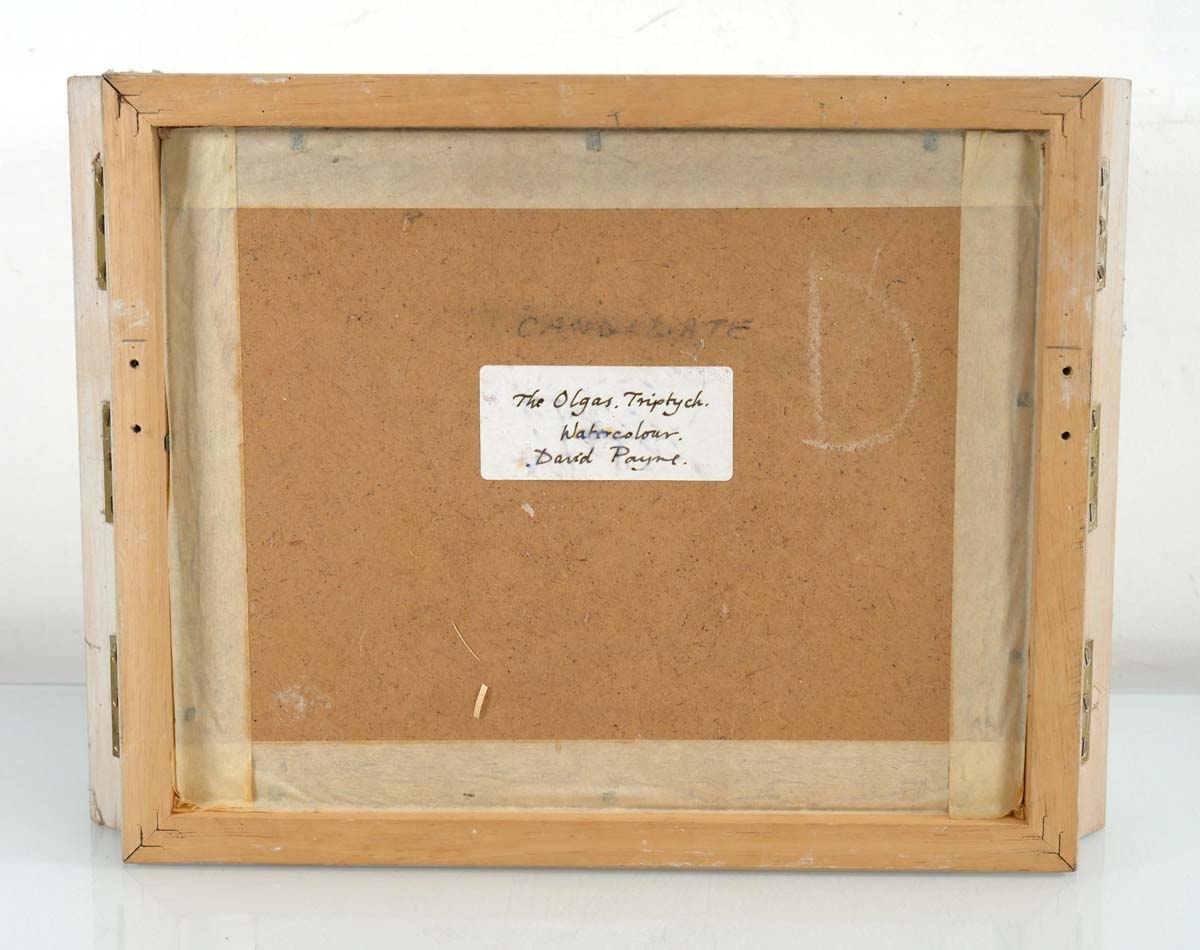 CANDIDATE
D
The Olgas. Triptych.
Watercolour.
David Payne.